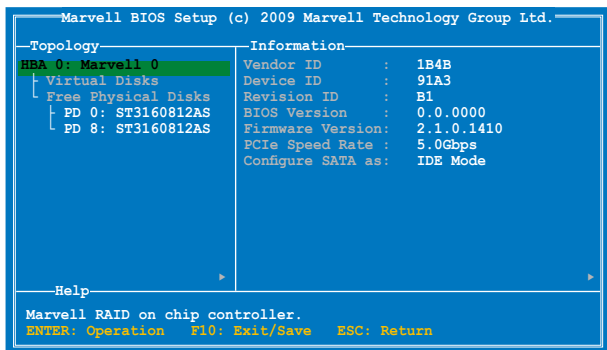 Marvell BIOS Setup (c) 2009 Marvell Technology Group Ltd.
Topology
HBA 0: Marvell 0
Virtual Disks
Free Physical Disks
PD 0: ST3160812AS
PD 8: ST3160812AS
Information
Vendor ID : 1B4B
Device ID : 91A3
Revision ID : B1
BIOS Version : 0.0.0000
Firmware Version: 2.1.0.1410
PCIe Speed Rate : 5.0Gbps
Configure SATA as: IDE Mode
Help
Marvell RAID on chip controller.
ENTER: Operation F10: Exit/Save ESC: Return